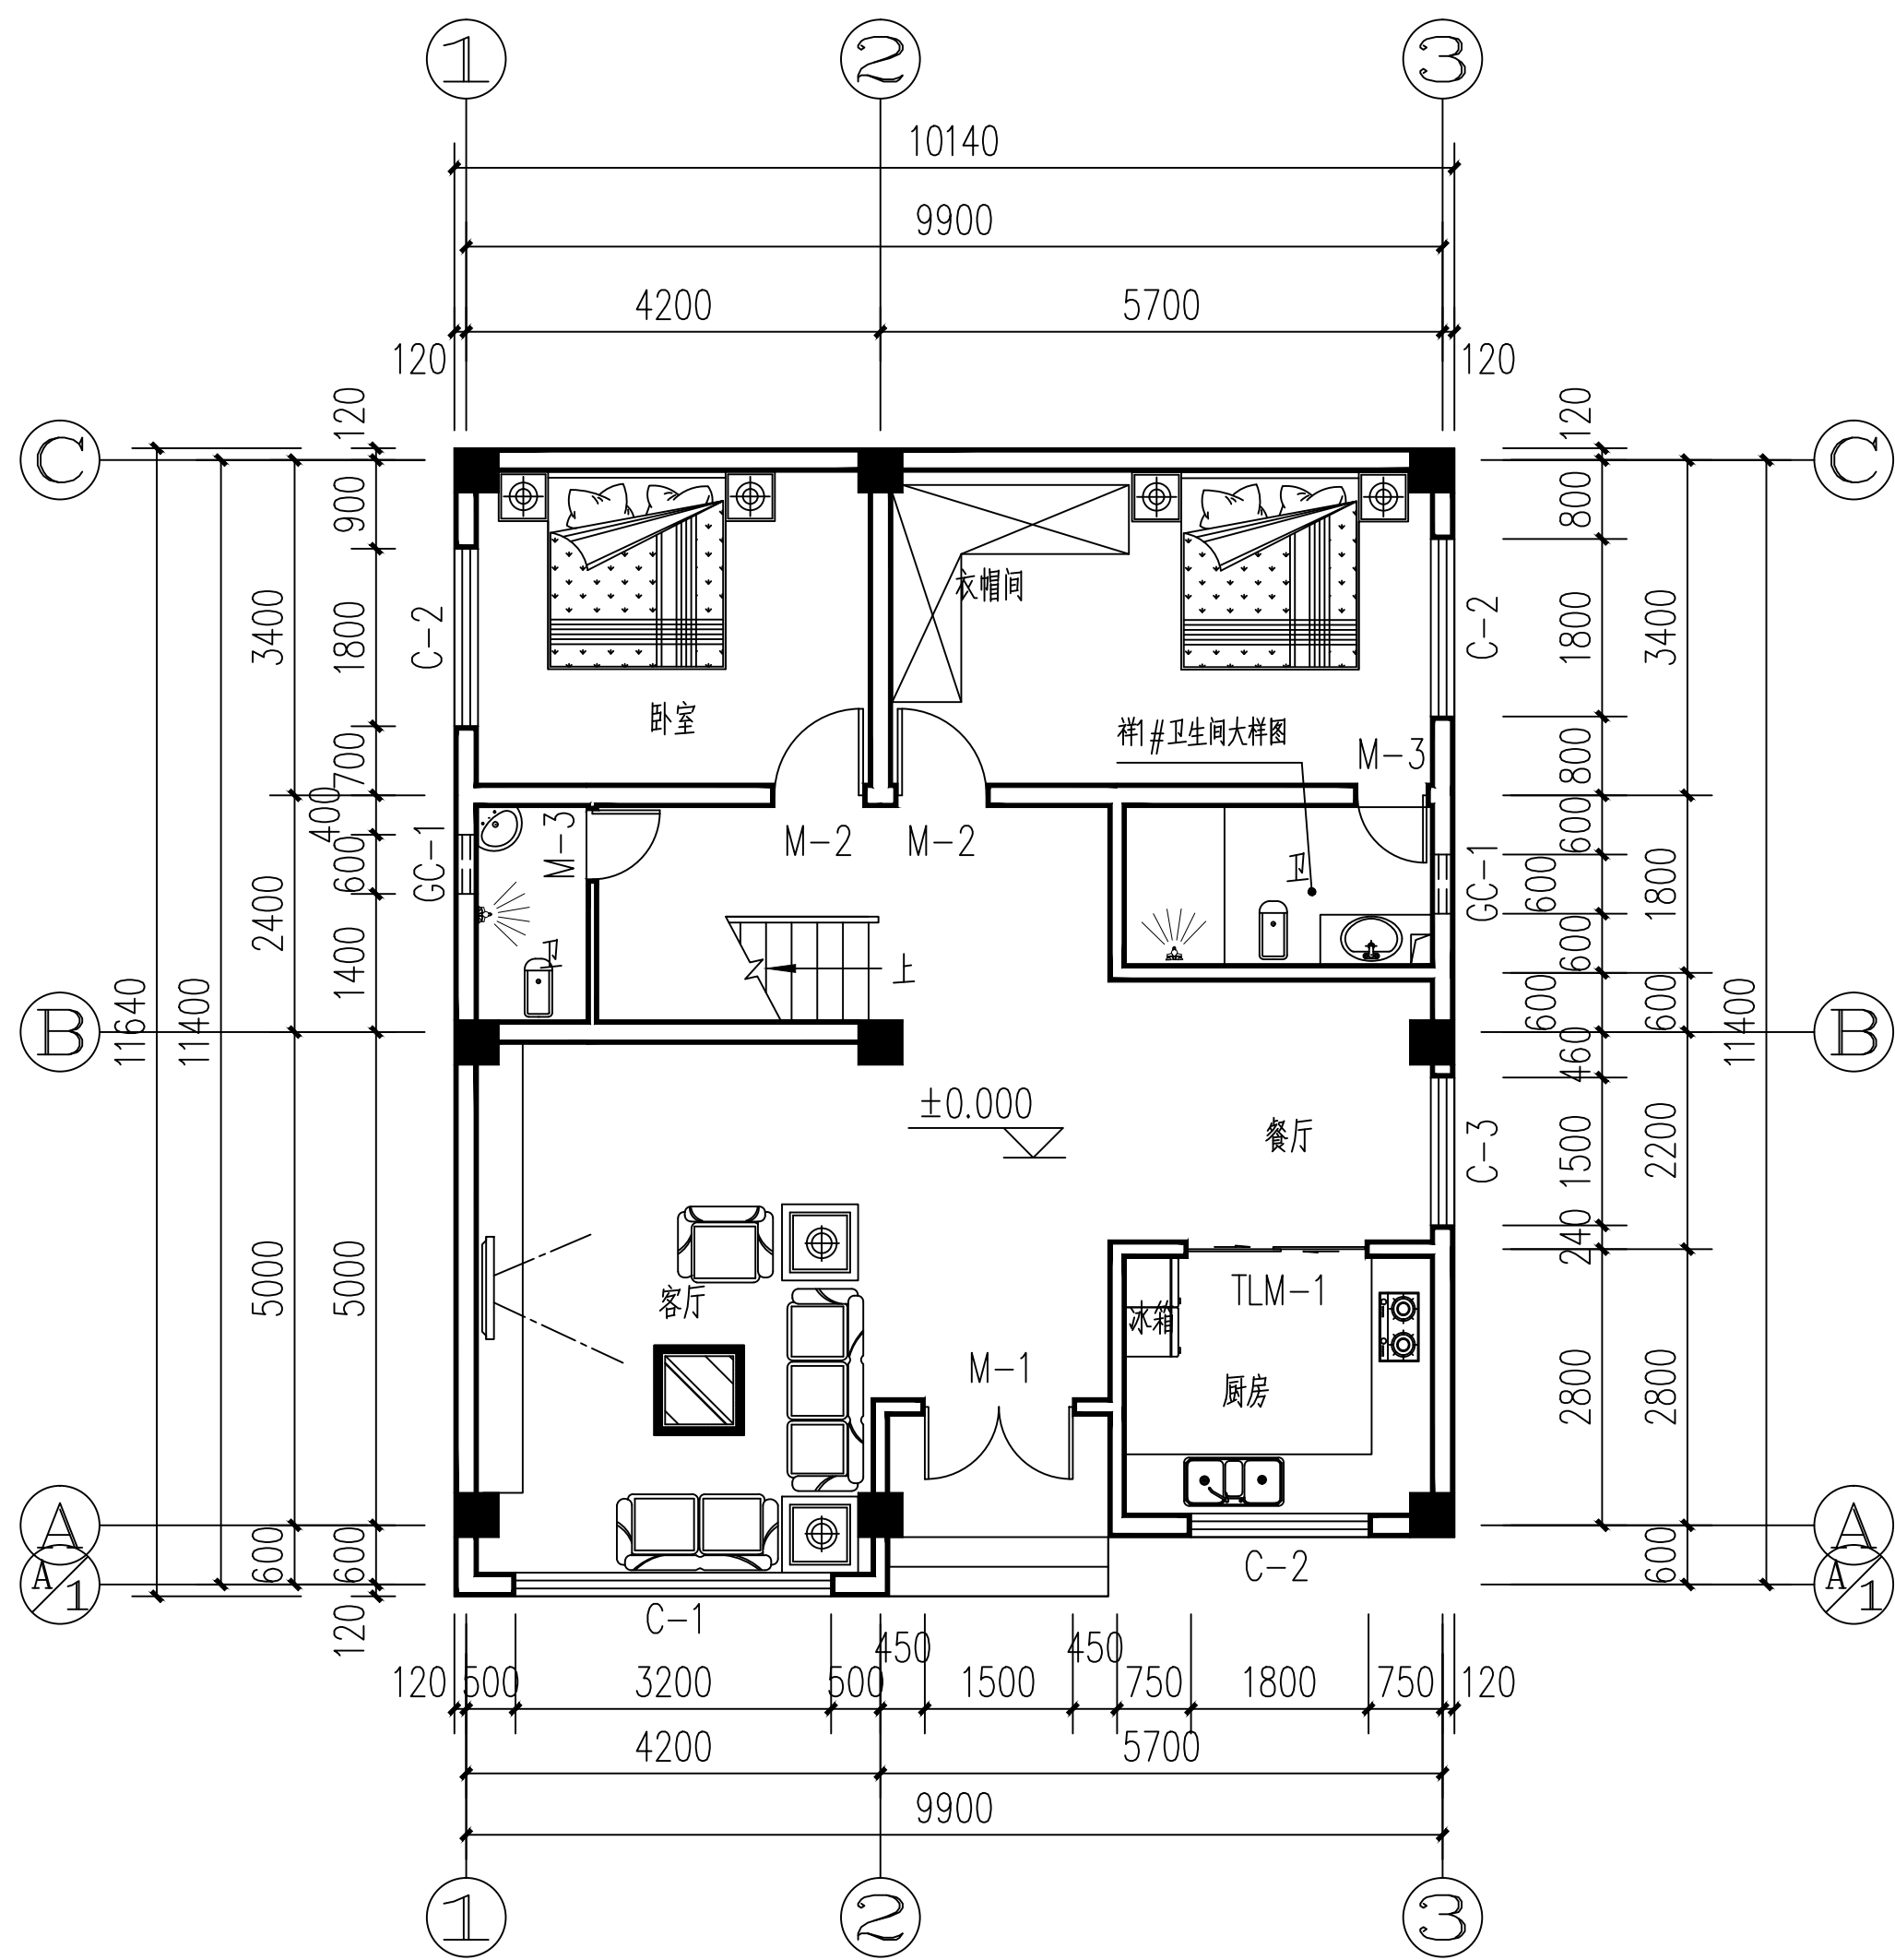 1 2 3
10140
9900
4200 5700
120 120
C C
120 120
900 800
3400 1800 C-2 C-2 1800 3400
衣帽间
卧室
祥1#卫生间大样图
M-3
700 800
400
M-3 M-2 M-2
600 GC-1 卫 GC-1 600 600 1800
2400
1400 卫 上 600
11640 11400 600 600 11400
B B
460
±0.000
餐厅
C-3 1500 2200
240
5000 5000 客厅 TLM-1
冰箱
M-1
厨房
2800 2800
A A
600 600 600
C-2
A/1 A/1
120
C-1
450 450
120 500 3200 500 1500 750 1800 750 120
4200 5700
9900
1 2 3